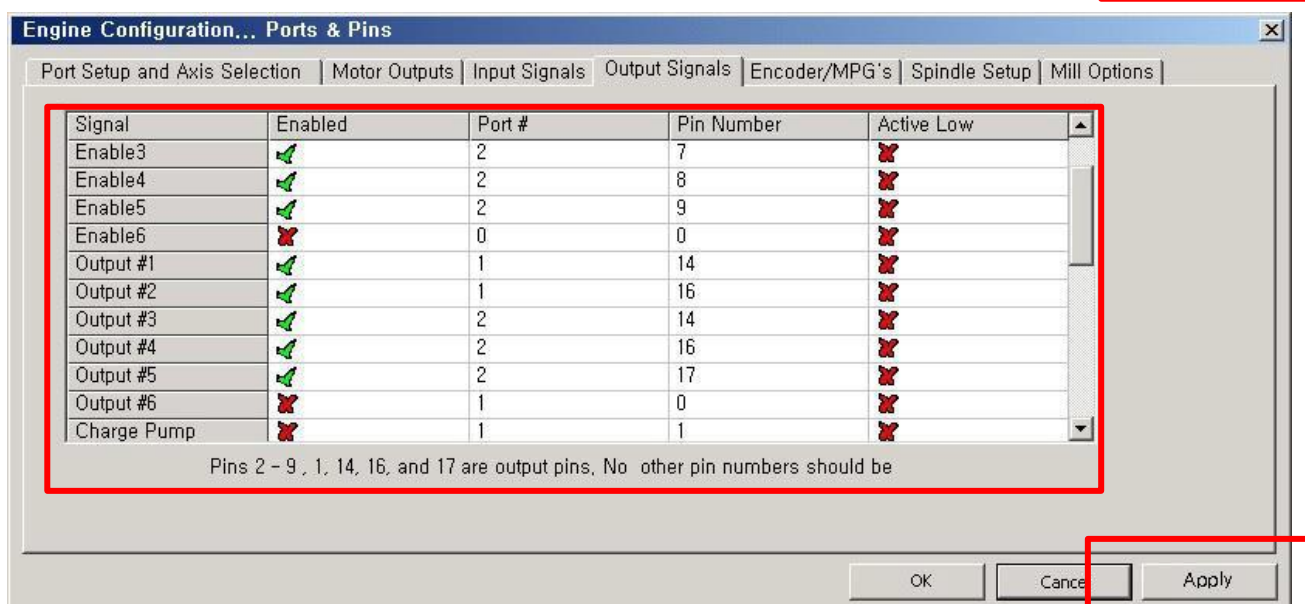 Engine Configuration... Ports & Pins
Port Setup and Axis Selection Motor Outputs Input Signals Output Signals Encoder/MPG's Spindle Setup Mill Options
Signal Enabled Port # Pin Number Active Low
Enable3 2 7
Enable4 2 8
Enable5 2 9
Enable6 0 0
Output #1 1 14
Output #2 1 16
Output #3 2 14
Output #4 2 16
Output #5 2 17
Output #6 1 0
Charge Pump 1 1
Pins 2 - 9 , 1, 14, 16, and 17 are output pins, No other pin numbers should be
OK Cancel Apply